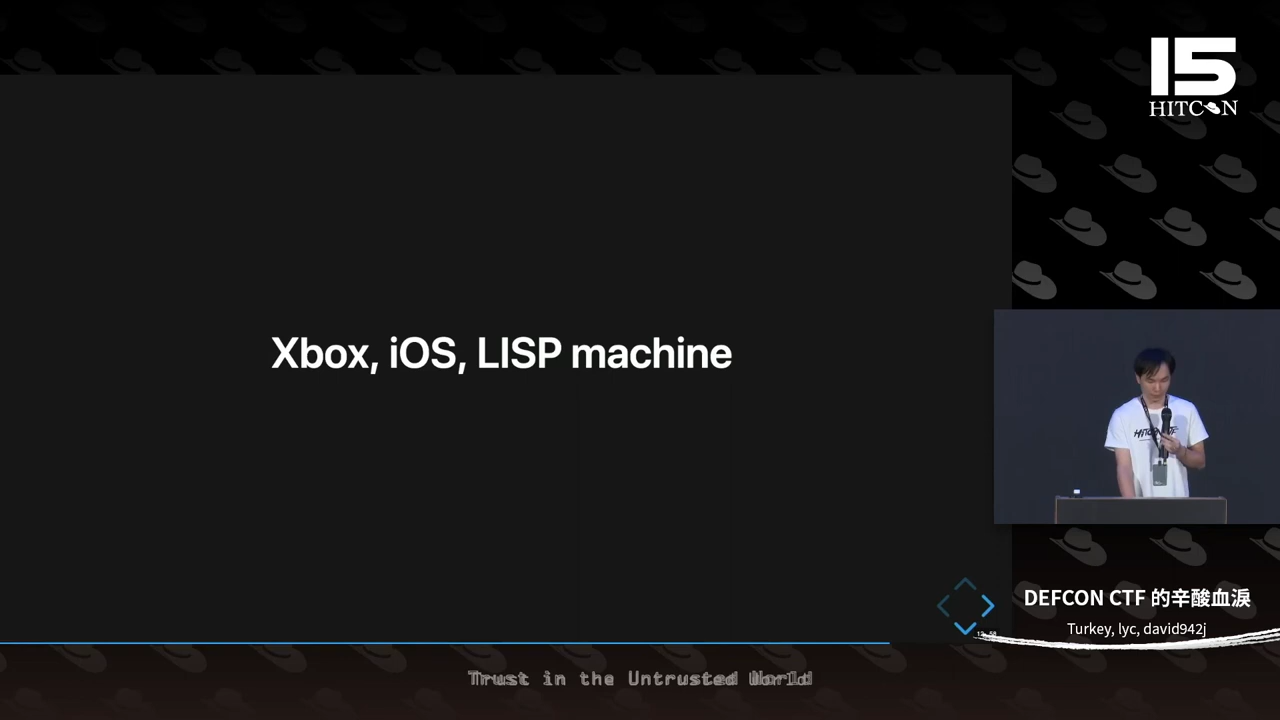 15
HITCON
Xbox, iOS, LISP machine
DEFCON CTF 的辛酸血淚
Turkey, lyc, david942j
Trust in the Untrusted World